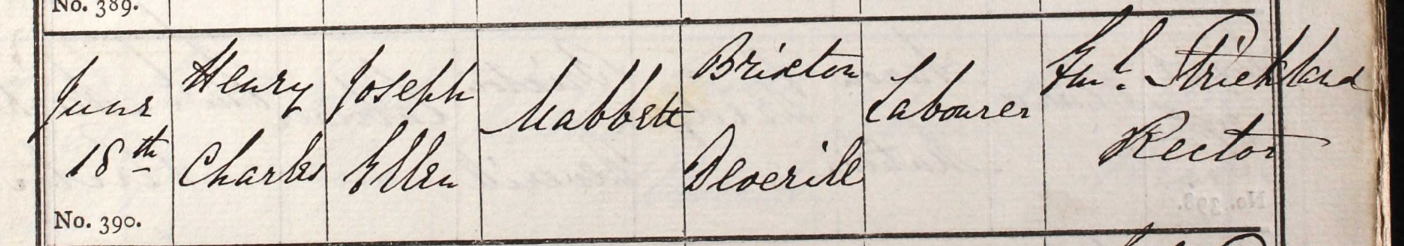 No. 389.
June 18th Henry Charles Joseph Ellen Mabbett Brixton Deverill Labourer Strickland Rector
No. 390.